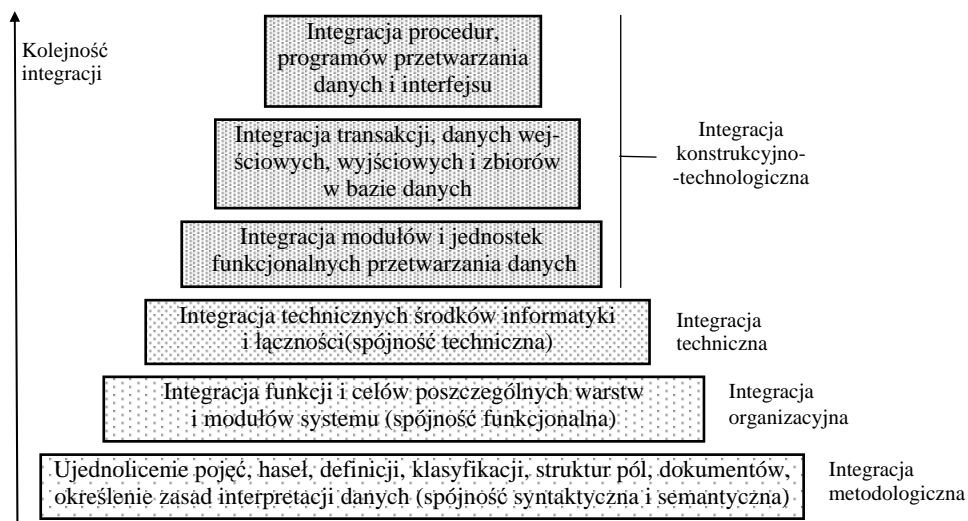 Kolejność
integracji
Integracja procedur,
programów przetwarzania
danych i interfejsu
Integracja transakcji, danych wej-
ściowych, wyjściowych i zbiorów
w bazie danych
Integracja modułów i jednostek
funkcjonalnych przetwarzania danych
Integracja
konstrukcyjno-
-technologiczna
Integracja technicznych środków informatyki
i łączności(spójność techniczna)
Integracja
techniczna
Integracja funkcji i celów poszczególnych warstw
i modułów systemu (spójność funkcjonalna)
Integracja
organizacyjna
Ujednolicenie pojęć, haseł, definicji, klasyfikacji, struktur pól, dokumentów,
określenie zasad interpretacji danych (spójność syntaktyczna i semantyczna)
Integracja
metodologiczna